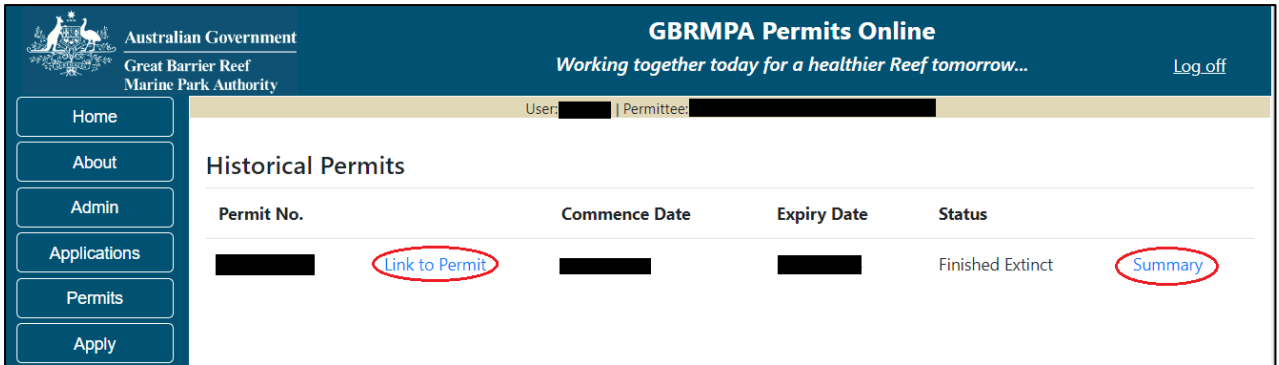 Australian Government
Great Barrier Reef
Marine Park Authority
GBRMPA Permits Online
Working together today for a healthier Reef tomorrow...
Log off
User: | Permittee:
Home
About
Admin
Applications
Permits
Apply
Historical Permits
Permit No. Commence Date Expiry Date Status
Link to Permit Finished Extinct Summary